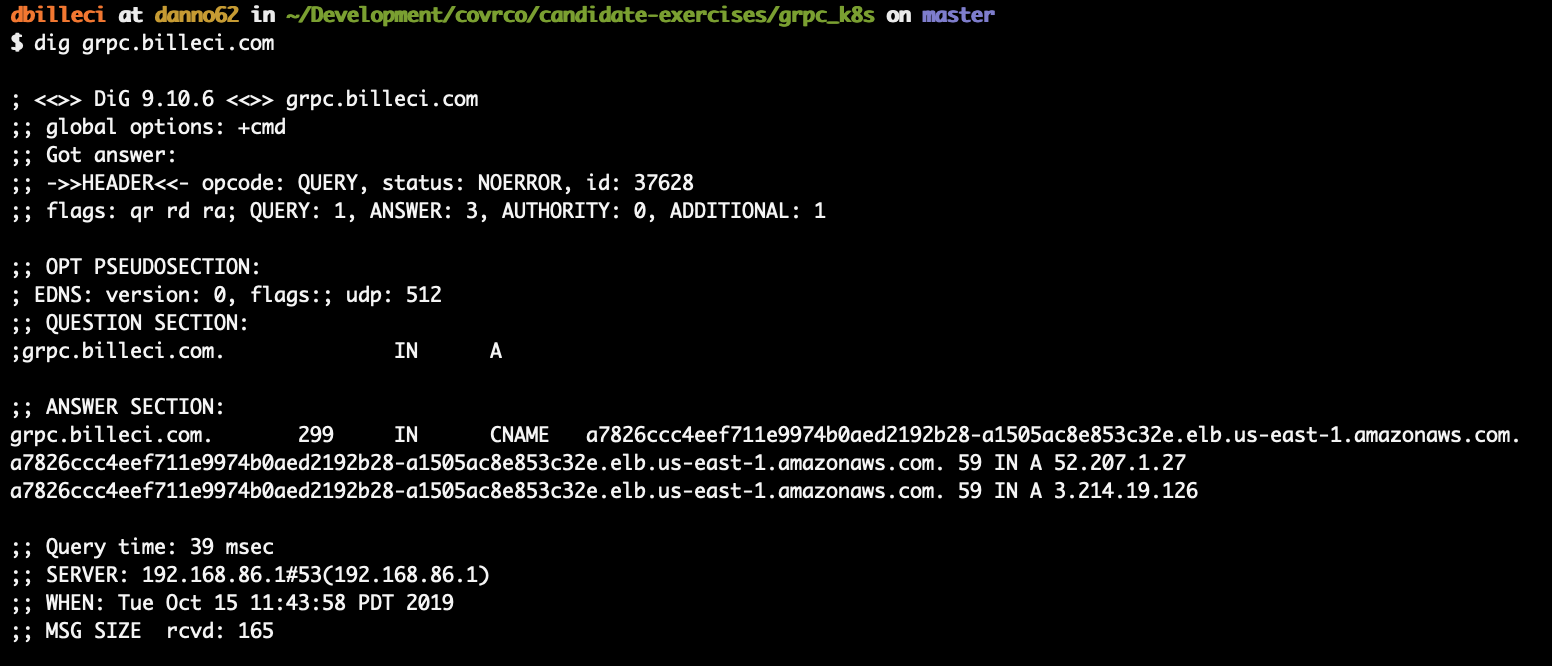 dbilleci at danno62 in ~/Development/covrco/candidate-exercises/grpc_k8s on master
$ dig grpc.billeci.com
; <<>> DiG 9.10.6 <<>> grpc.billeci.com
;; global options: +cmd
;; Got answer:
;; ->>HEADER<<- opcode: QUERY, status: NOERROR, id: 37628
;; flags: qr rd ra; QUERY: 1, ANSWER: 3, AUTHORITY: 0, ADDITIONAL: 1
;; OPT PSEUDOSECTION:
; EDNS: version: 0, flags:; udp: 512
;; QUESTION SECTION:
;grpc.billeci.com. IN A
;; ANSWER SECTION:
grpc.billeci.com. 299 IN CNAME a7826ccc4eef711e9974b0aed2192b28-a1505ac8e853c32e.elb.us-east-1.amazonaws.com.
a7826ccc4eef711e9974b0aed2192b28-a1505ac8e853c32e.elb.us-east-1.amazonaws.com. 59 IN A 52.207.1.27
a7826ccc4eef711e9974b0aed2192b28-a1505ac8e853c32e.elb.us-east-1.amazonaws.com. 59 IN A 3.214.19.126
;; Query time: 39 msec
;; SERVER: 192.168.86.1#53(192.168.86.1)
;; WHEN: Tue Oct 15 11:43:58 PDT 2019
;; MSG SIZE  rcvd: 165